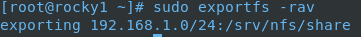 [root@rocky1 ~]# sudo exportfs -rav
exporting 192.168.1.0/24:/srv/nfs/share